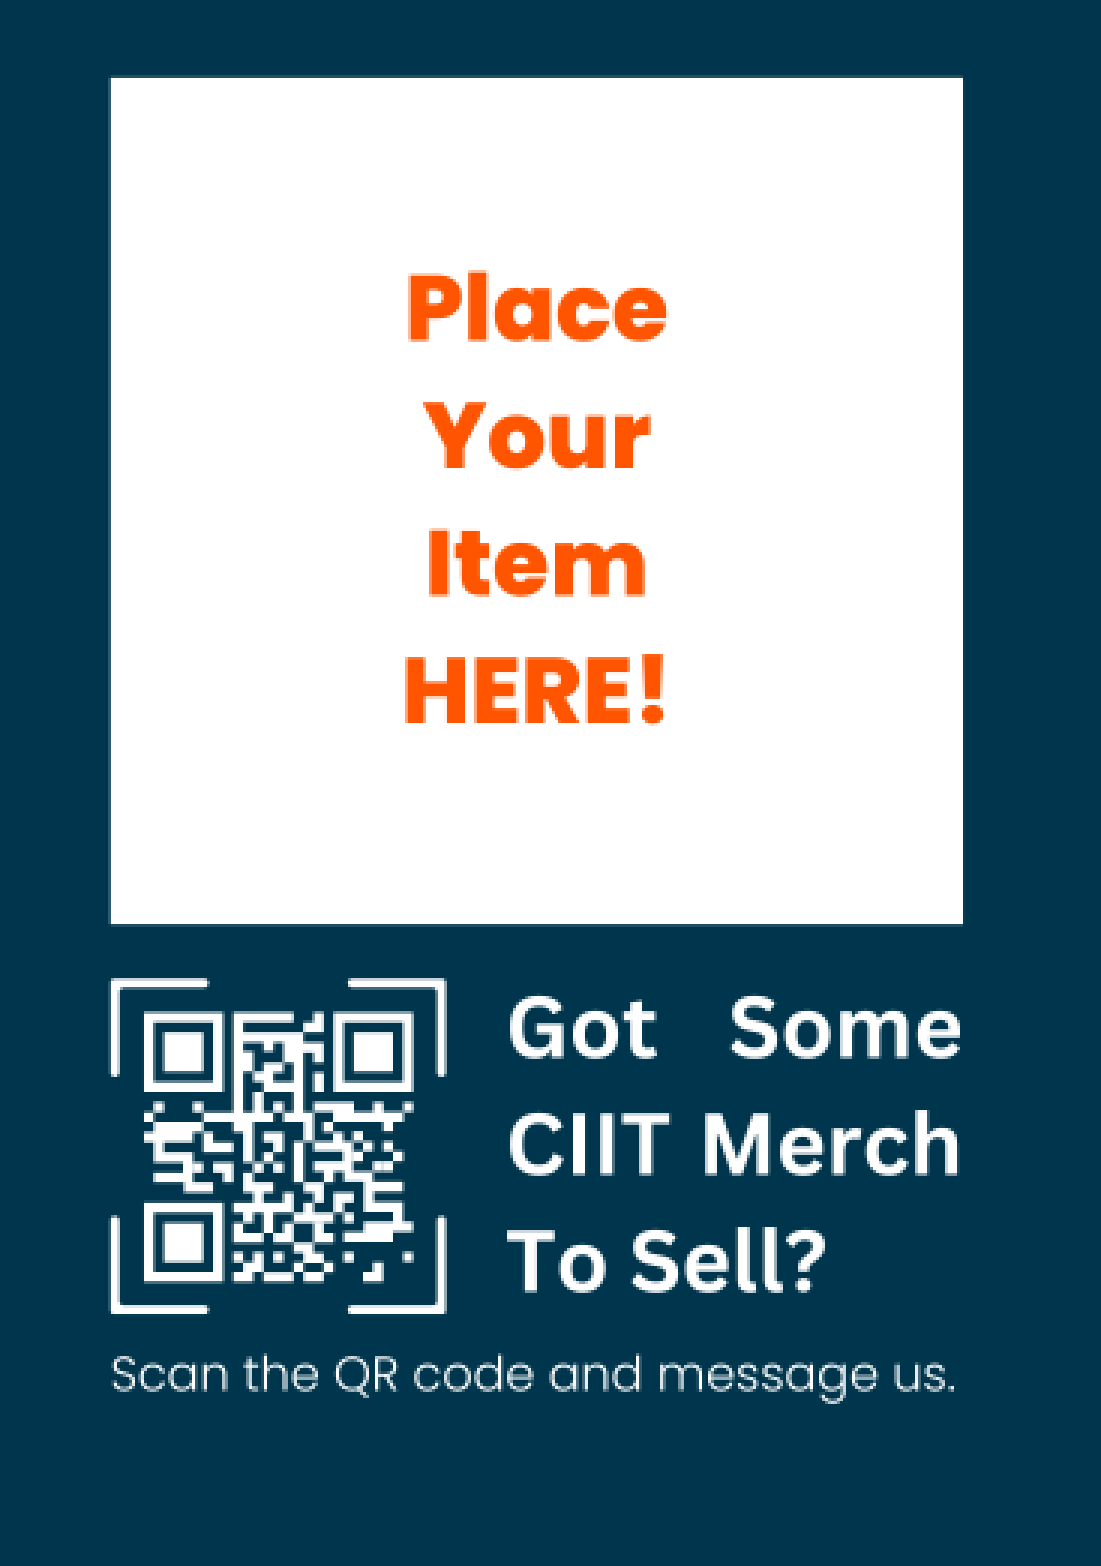 Place
Your
Item
HERE!
Got Some
CIIT Merch
To Sell?
Scan the QR code and message us.